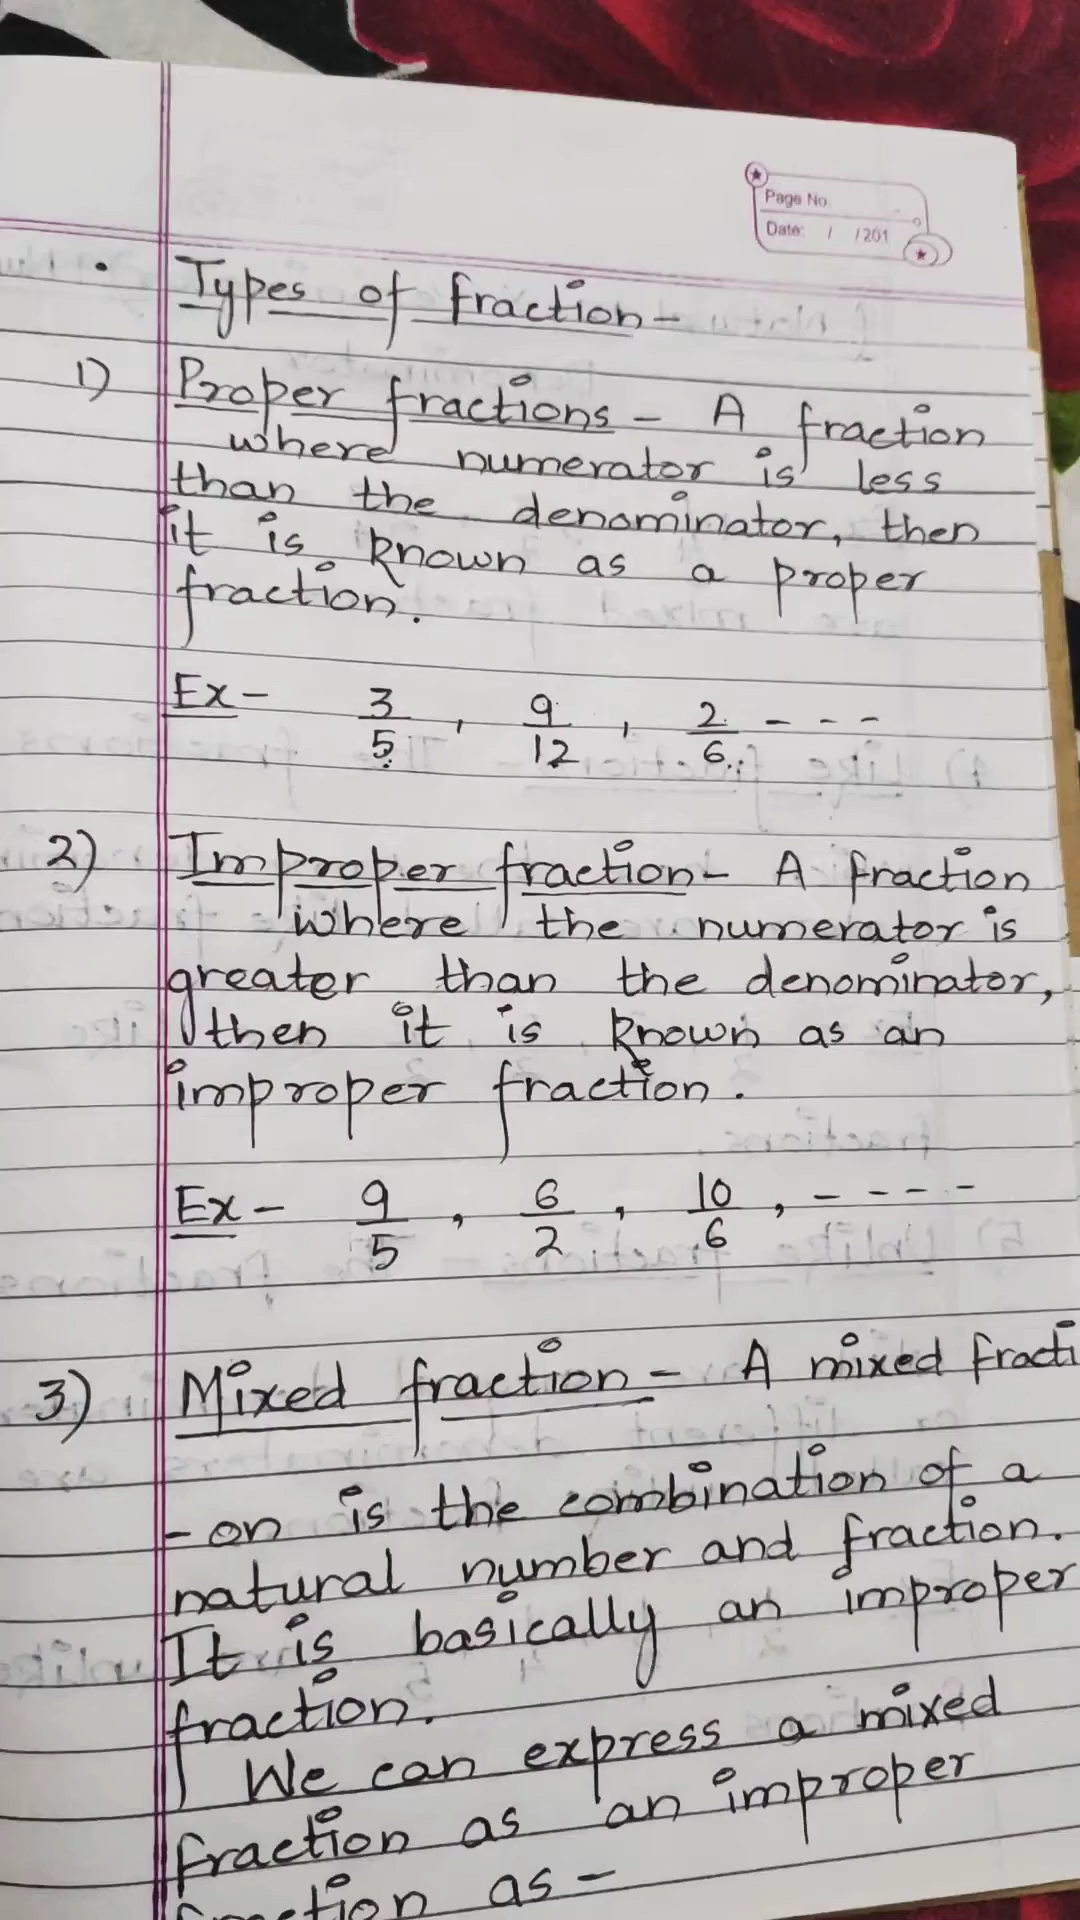 Page No.
Date: / /201
• Types of fraction -
1) Proper fractions - A fraction
where numerator is less
than the denominator, then
it is known as a proper
fraction.
Ex - 3/5 , 9/12 , 2/6 - - -
2) Improper fraction - A fraction
where the numerator is
greater than the denominator,
then it is known as an
improper fraction.
Ex - 9/5 , 6/2 , 10/6 , - - - -
3) Mixed fraction - A mixed fracti
- on is the combination of a
natural number and fraction.
It is basically an improper
fraction.
We can express a mixed
fraction as an improper
fraction as -